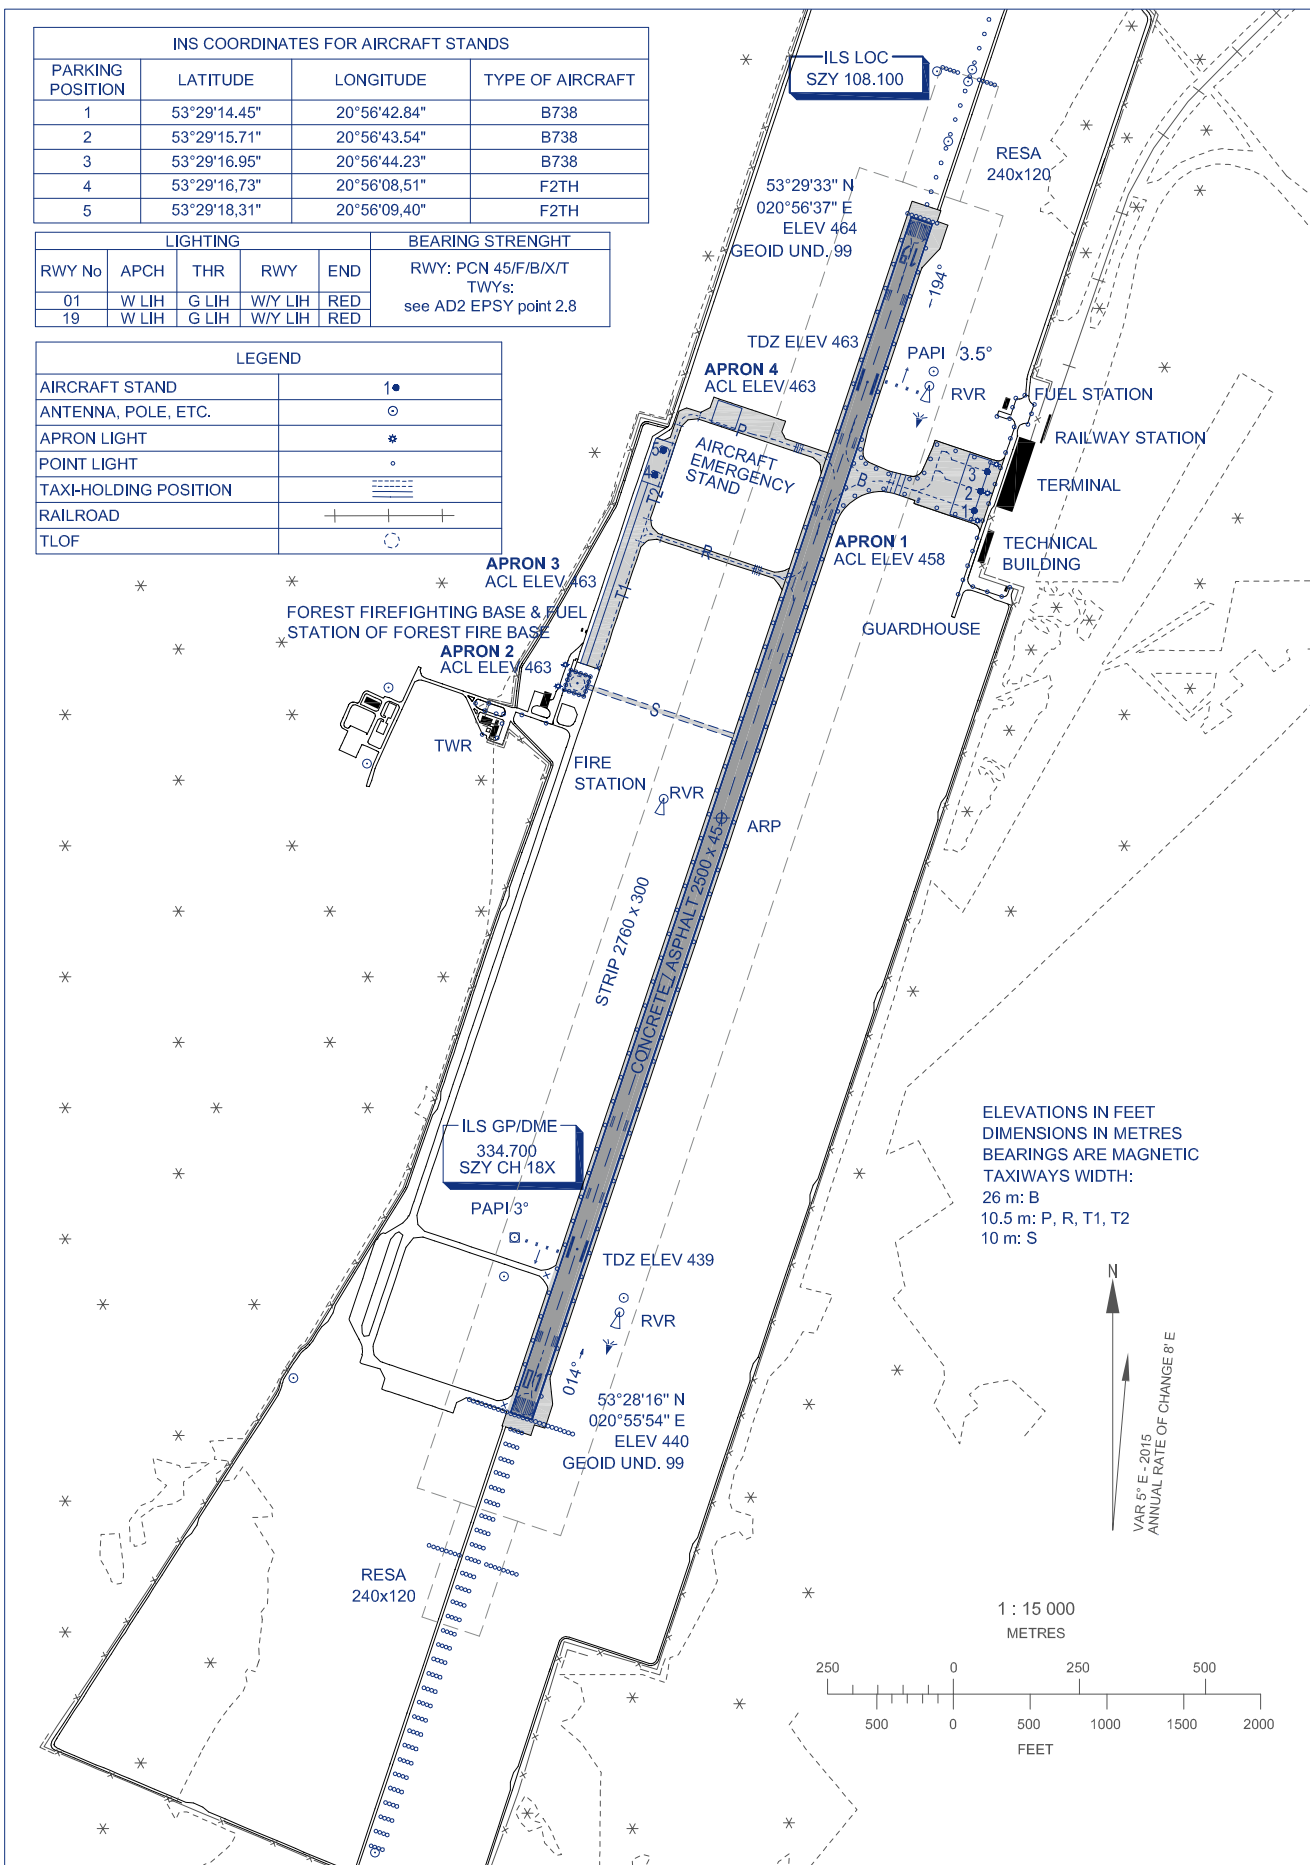 INS COORDINATES FOR AIRCRAFT STANDS
PARKING POSITION LATITUDE LONGITUDE TYPE OF AIRCRAFT
1 53°29'14.45" 20°56'42.84" B738
2 53°29'15.71" 20°56'43.54" B738
3 53°29'16.95" 20°56'44.23" B738
4 53°29'16,73" 20°56'08,51" F2TH
5 53°29'18,31" 20°56'09,40" F2TH
LIGHTING BEARING STRENGHT
RWY No APCH THR RWY END
01 W LIH G LIH W/Y LIH RED
19 W LIH G LIH W/Y LIH RED
RWY: PCN 45/F/B/X/T
TWYs:
see AD2 EPSY point 2.8
LEGEND
AIRCRAFT STAND 1
ANTENNA, POLE, ETC.
APRON LIGHT
POINT LIGHT
TAXI-HOLDING POSITION
RAILROAD
TLOF
ILS LOC
SZY 108.100
RESA
240x120
53°29'33" N
020°56'37" E
ELEV 464
GEOID UND. 99
19
194°
TDZ ELEV 463
PAPI 3.5°
RVR
APRON 4
ACL ELEV 463
FUEL STATION
RAILWAY STATION
TERMINAL
P
AIRCRAFT
EMERGENCY
STAND
5
4
T2
B
3
2
1
APRON 1
ACL ELEV 458
TECHNICAL
BUILDING
GUARDHOUSE
R
T1
APRON 3
ACL ELEV 463
FOREST FIREFIGHTING BASE & FUEL
STATION OF FOREST FIRE BASE
APRON 2
ACL ELEV 463
S
TWR
FIRE
STATION
RVR
ARP
STRIP 2760 x 300
CONCRETE / ASPHALT 2500 x 45
ILS GP/DME
334.700
SZY CH 18X
PAPI 3°
TDZ ELEV 439
RVR
01
014°
53°28'16" N
020°55'54" E
ELEV 440
GEOID UND. 99
RESA
240x120
ELEVATIONS IN FEET
DIMENSIONS IN METRES
BEARINGS ARE MAGNETIC
TAXIWAYS WIDTH:
26 m: B
10.5 m: P, R, T1, T2
10 m: S
N
VAR 5° E - 2015
ANNUAL RATE OF CHANGE 8' E
1 : 15 000
METRES
250 0 250 500
500 0 500 1000 1500 2000
FEET